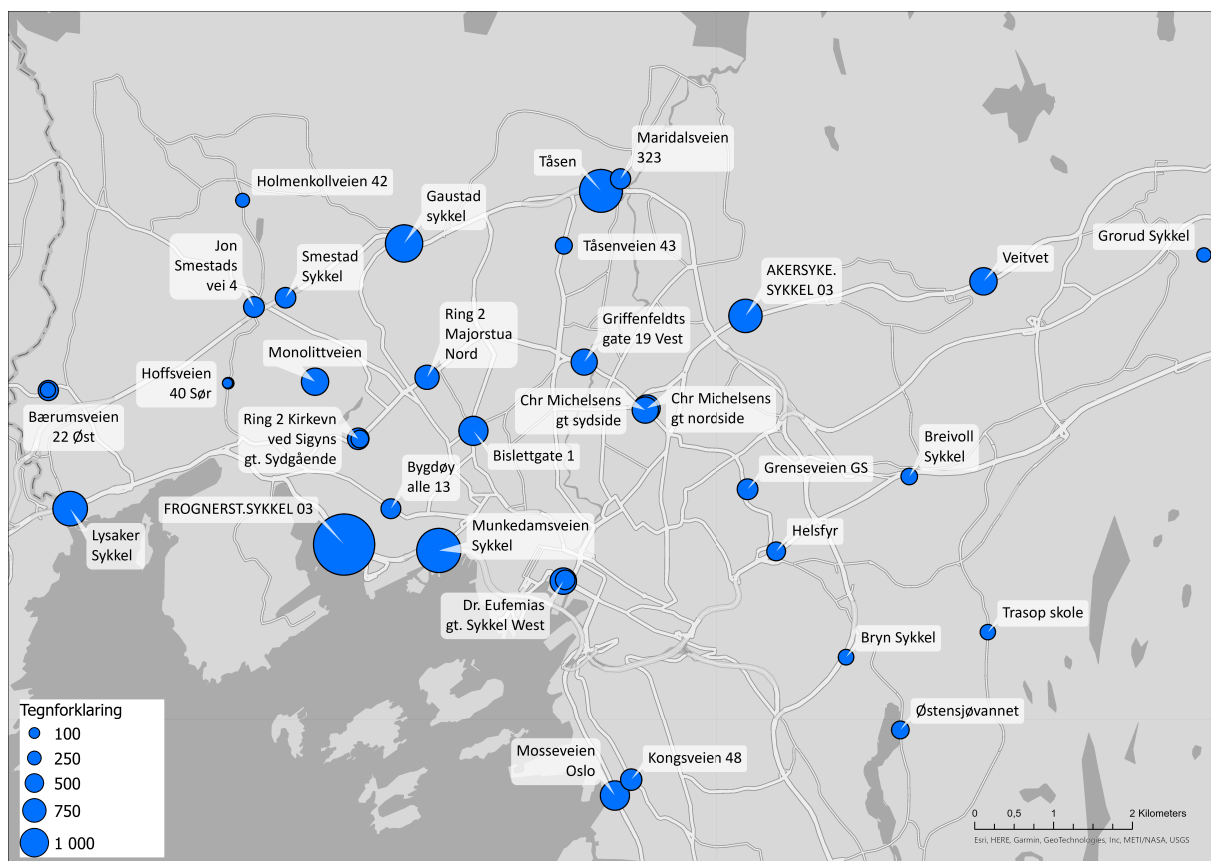 Maridalsveien
323
Tåsen
Holmenkollveien 42
Gaustad
sykkel
Jon
Smestads
vei 4
Smestad
Sykkel
Tåsenveien 43
Grorud Sykkel
Veitvet
AKERSYKE.
SYKKEL 03
Ring 2
Majorstua
Nord
Griffenfeldts
gate 19 Vest
Monolittveien
Hoffsveien
40 Sør
Chr Michelsens
gt sydside
Chr Michelsens
gt nordside
Bærumsveien
22 Øst
Ring 2 Kirkevn
ved Sigyns
gt. Sydgående
Bislettgate 1
Breivoll
Sykkel
Grenseveien GS
Bygdøy
alle 13
FROGNERST.SYKKEL 03
Munkedamsveien
Sykkel
Lysaker
Sykkel
Helsfyr
Dr. Eufemias
gt. Sykkel West
Trasop skole
Bryn Sykkel
Østensjøvannet
Mosseveien
Oslo
Kongsveien 48
Tegnforklaring
100
250
500
750
1 000
0 0,5 1 2 Kilometers
Esri, HERE, Garmin, GeoTechnologies, Inc, METI/NASA, USGS